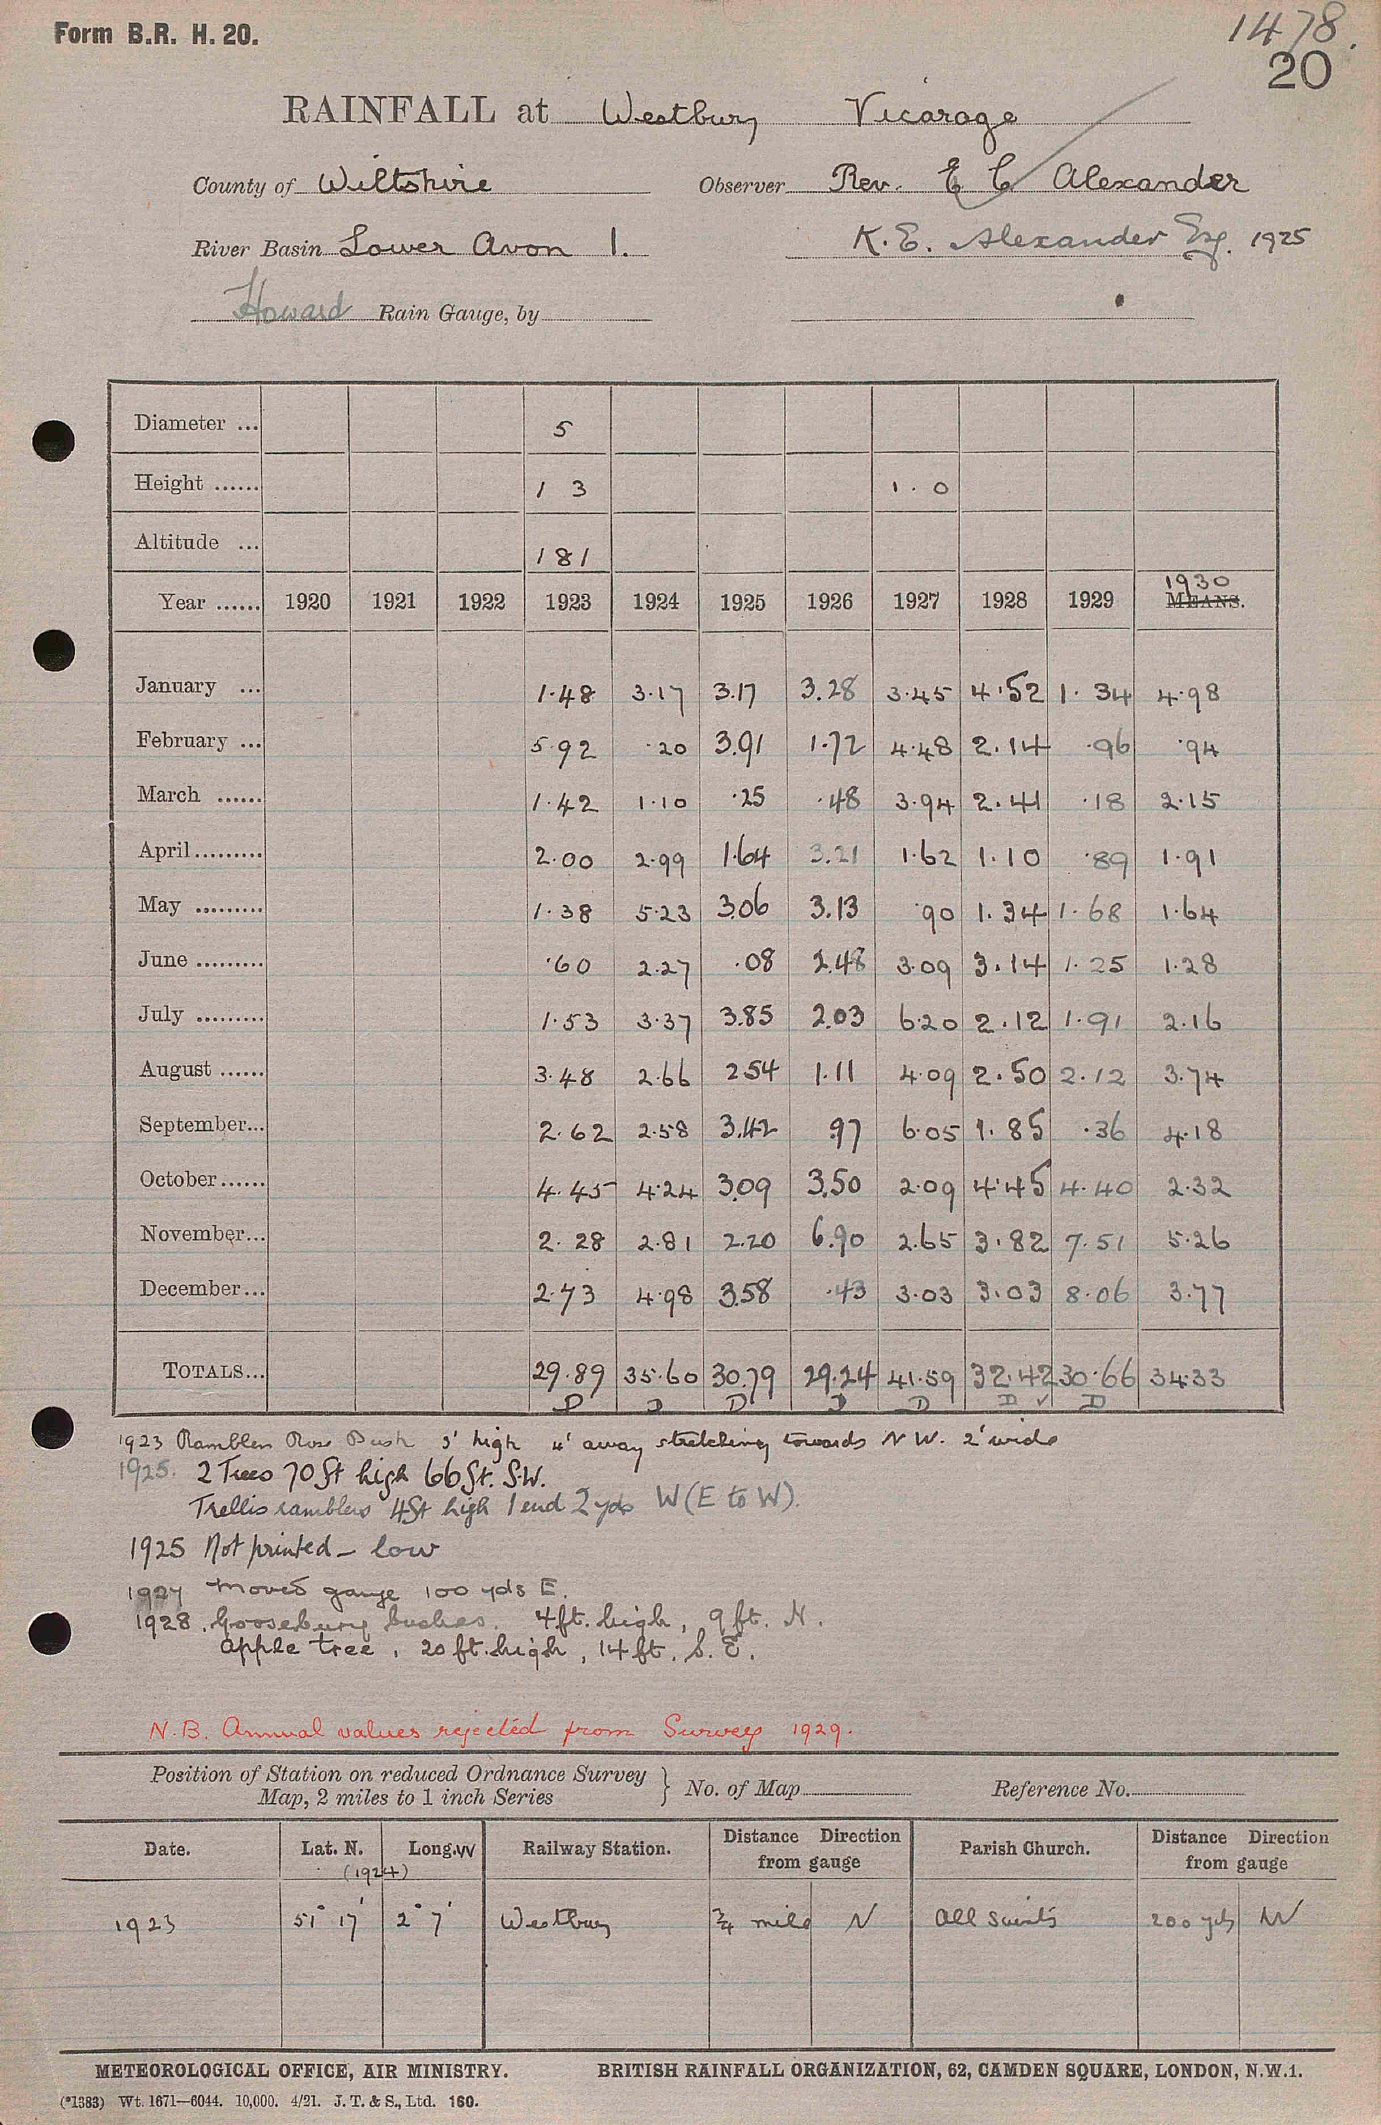 Form B.R. H. 20.
1478.
20
RAINFALL at Westbury Vicarage
County of Wiltshire Observer Rev. E C Alexander
River Basin Lower Avon 1. K. E. Alexander Esq. 1925
Howard Rain Gauge, by
Diameter ... 5
Height ...... 1 3 1 . 0
Altitude ... 181
1930
Year ...... 1920 1921 1922 1923 1924 1925 1926 1927 1928 1929 MEANS.
January ... 1.48 3.17 3.17 3.28 3.45 4.52 1.34 4.98
February ... 5.92 .20 3.91 1.72 4.48 2.14 .96 .94
March ...... 1.42 1.10 .25 .48 3.94 2.41 .18 2.15
April......... 2.00 2.99 1.64 3.21 1.62 1.10 .89 1.91
May ......... 1.38 5.23 3.06 3.13 .90 1.34 1.68 1.64
June ......... .60 2.27 .08 2.48 3.09 3.14 1.25 1.28
July ......... 1.53 3.37 3.85 2.03 6.20 2.12 1.91 2.16
August ...... 3.48 2.66 2.54 1.11 4.09 2.50 2.12 3.74
September... 2.62 2.58 3.42 .97 6.05 1.85 .36 4.18
October...... 4.45 4.24 3.09 3.50 2.09 4.45 4.40 2.32
November... 2.28 2.81 2.20 6.90 2.65 3.82 7.51 5.26
December... 2.73 4.98 3.58 .43 3.03 3.03 8.06 3.77
TOTALS... 29.89 35.60 30.79 29.24 41.59 32.42 30.66 34.33
D D D D D D ✓ D
1923 Rambler Rose Bush 5' high 4' away stretching towards N W. 2' wide
1925. 2 Trees 70 ft high 66 ft. S.W.
Trellis ramblers 4ft high 1 end 2 yds W (E to W).
1925 Not printed - low
1927 Moved gauge 100 yds E.
1928. Gooseberry bushes. 4ft. high, 9 ft. N.
apple tree, 20 ft. high, 14 ft. S. E.
N.B. Annual values rejected from Survey 1929.
Position of Station on reduced Ordnance Survey Map, 2 miles to 1 inch Series } No. of Map Reference No.
Date. Lat. N. Long. W Railway Station. Distance Direction from gauge Parish Church. Distance Direction from gauge
(1924)
1923 51° 17' 2° 7' Westbury ¾ mile N All Saints 200 yds NW
METEOROLOGICAL OFFICE, AIR MINISTRY. BRITISH RAINFALL ORGANIZATION, 62, CAMDEN SQUARE, LONDON, N.W.1.
(*1383) Wt. 1671—6044. 10,000. 4/21. J. T. & S., Ltd. 160.